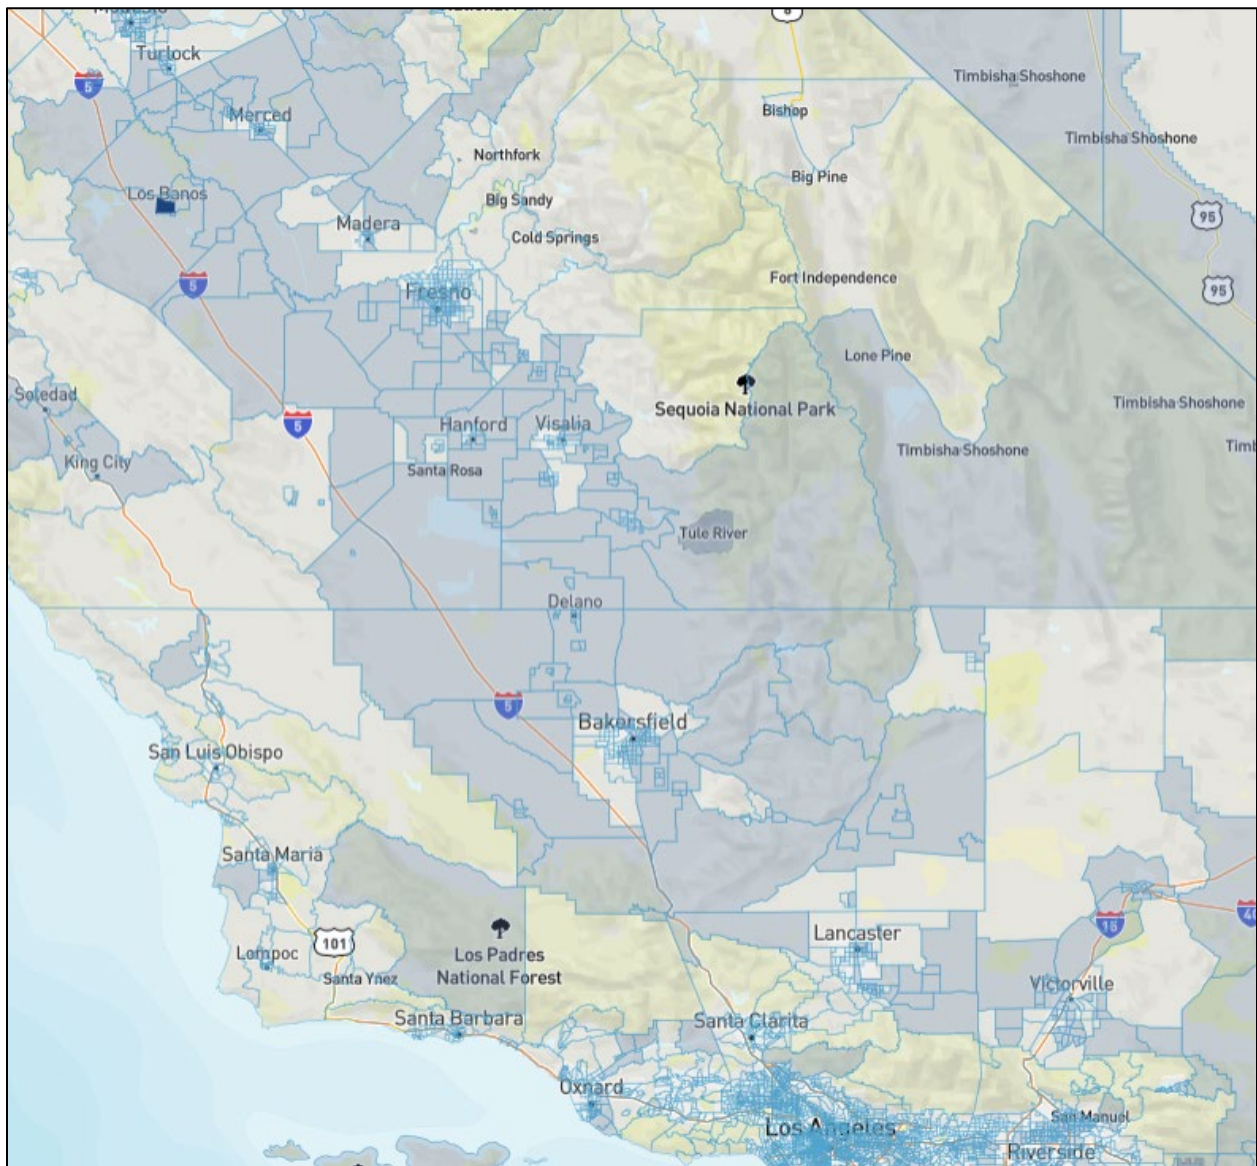 8
Turlock
Timbisha Shoshone
5
Bishop
Merced
Timbisha Shoshone
Northfork
Big Pine
Los Banos
Big Sandy
95
Madera
Cold Springs
Fort Independence
5
95
Fresno
Lone Pine
Soledad
Sequoia National Park
Timbisha Shoshone
5
Hanford
Visalia
Timbisha Shoshone
King City
Santa Rosa
Tule River
Delano
5
Bakersfield
San Luis Obispo
Santa Maria
15
Lancaster
101
Los Padres
National Forest
Lompoc
Santa Ynez
Victorville
Santa Barbara
Santa Clarita
Oxnard
San Manuel
Los Angeles
Riverside